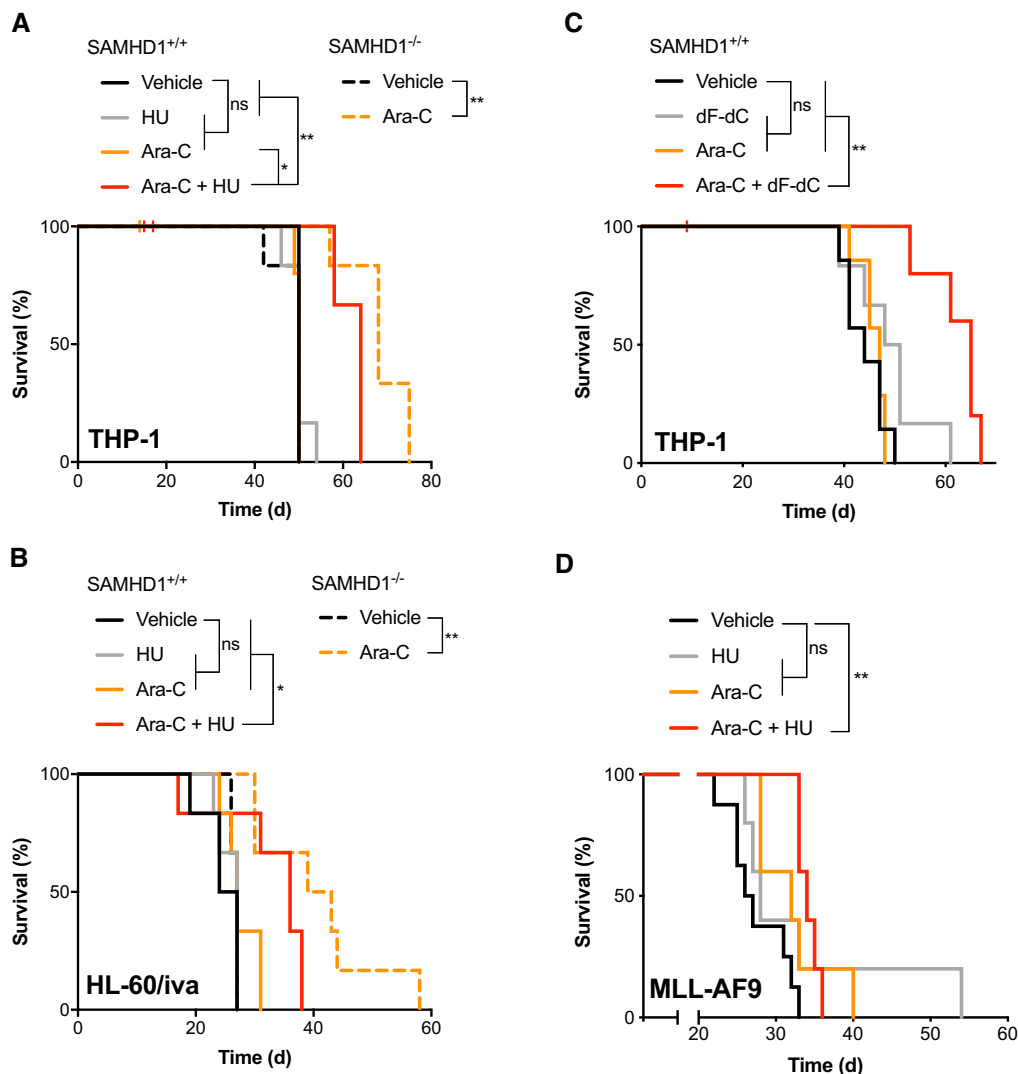 A
SAMHD1+/+
Vehicle
HU
Ara-C
Ara-C + HU
ns
**
*
SAMHD1-/-
Vehicle
Ara-C
**
100
50
0
Survival (%)
THP-1
0 20 40 60 80
Time (d)
C
SAMHD1+/+
Vehicle
dF-dC
Ara-C
Ara-C + dF-dC
ns
**
100
50
0
Survival (%)
THP-1
0 20 40 60
Time (d)
B
SAMHD1+/+
Vehicle
HU
Ara-C
Ara-C + HU
ns
*
SAMHD1-/-
Vehicle
Ara-C
**
100
50
0
Survival (%)
HL-60/iva
0 20 40 60
Time (d)
D
Vehicle
HU
Ara-C
Ara-C + HU
ns
**
100
50
0
Survival (%)
MLL-AF9
20 30 40 50 60
Time (d)